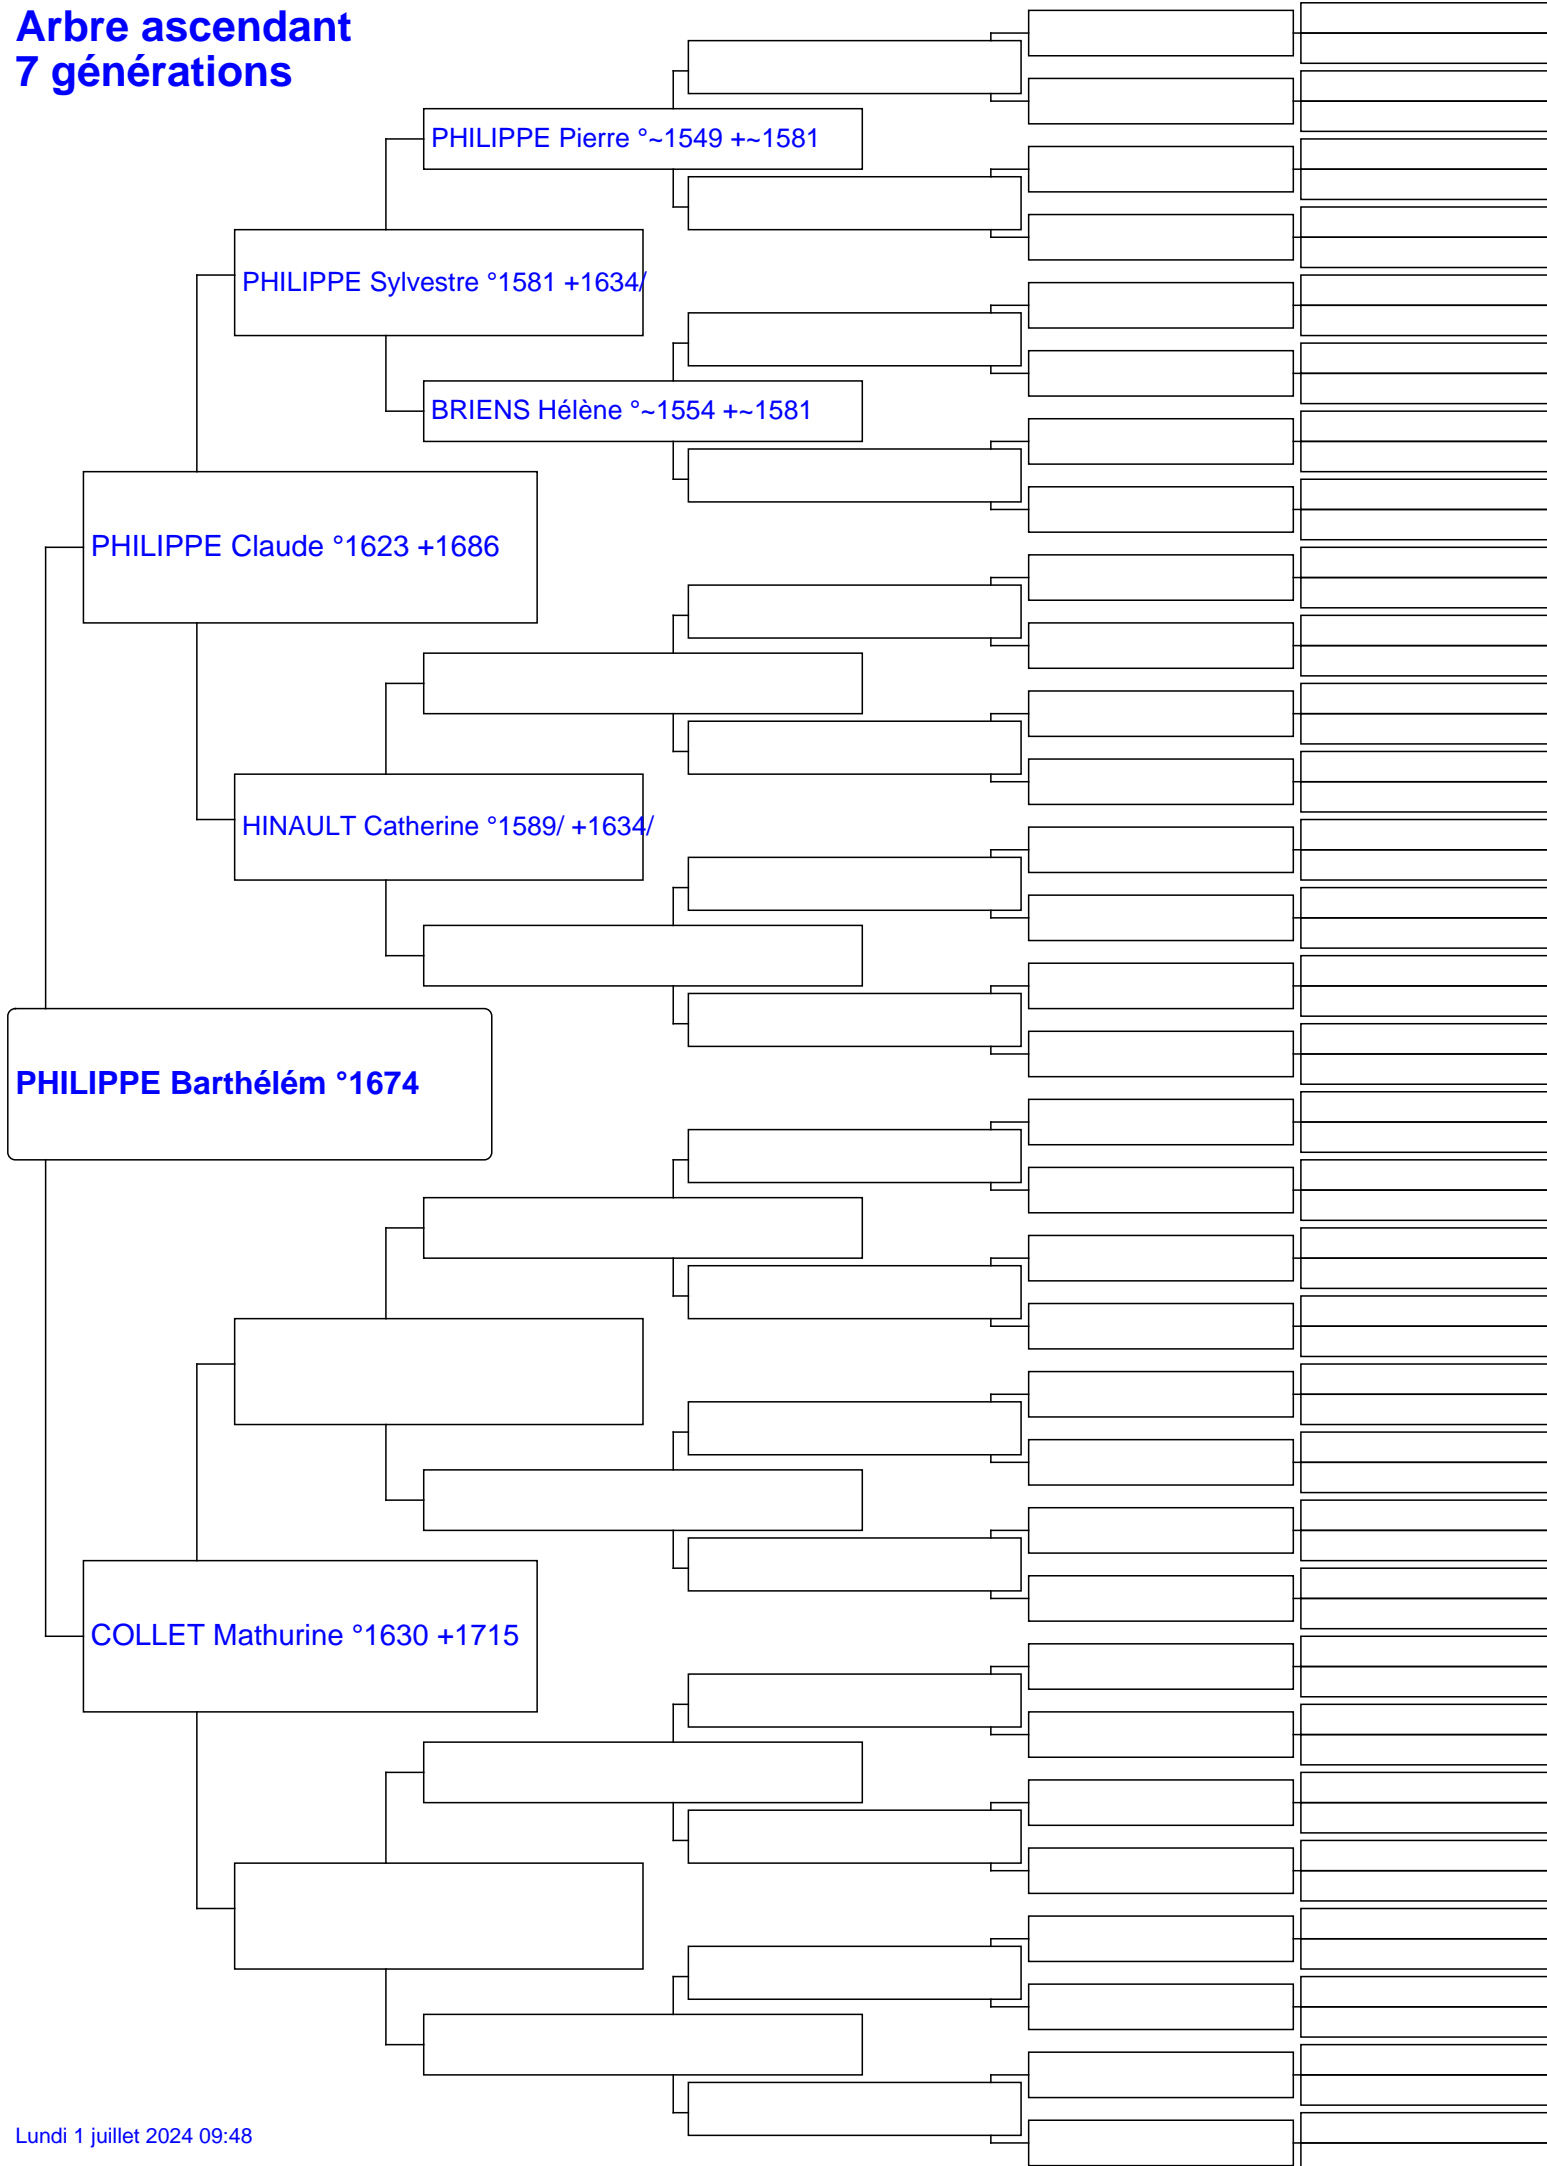 Arbre ascendant
7 générations
PHILIPPE Pierre °~1549 +~1581
PHILIPPE Sylvestre °1581 +1634/
BRIENS Hélène °~1554 +~1581
PHILIPPE Claude °1623 +1686
HINAULT Catherine °1589/ +1634/
PHILIPPE Barthélém °1674
COLLET Mathurine °1630 +1715
Lundi 1 juillet 2024 09:48